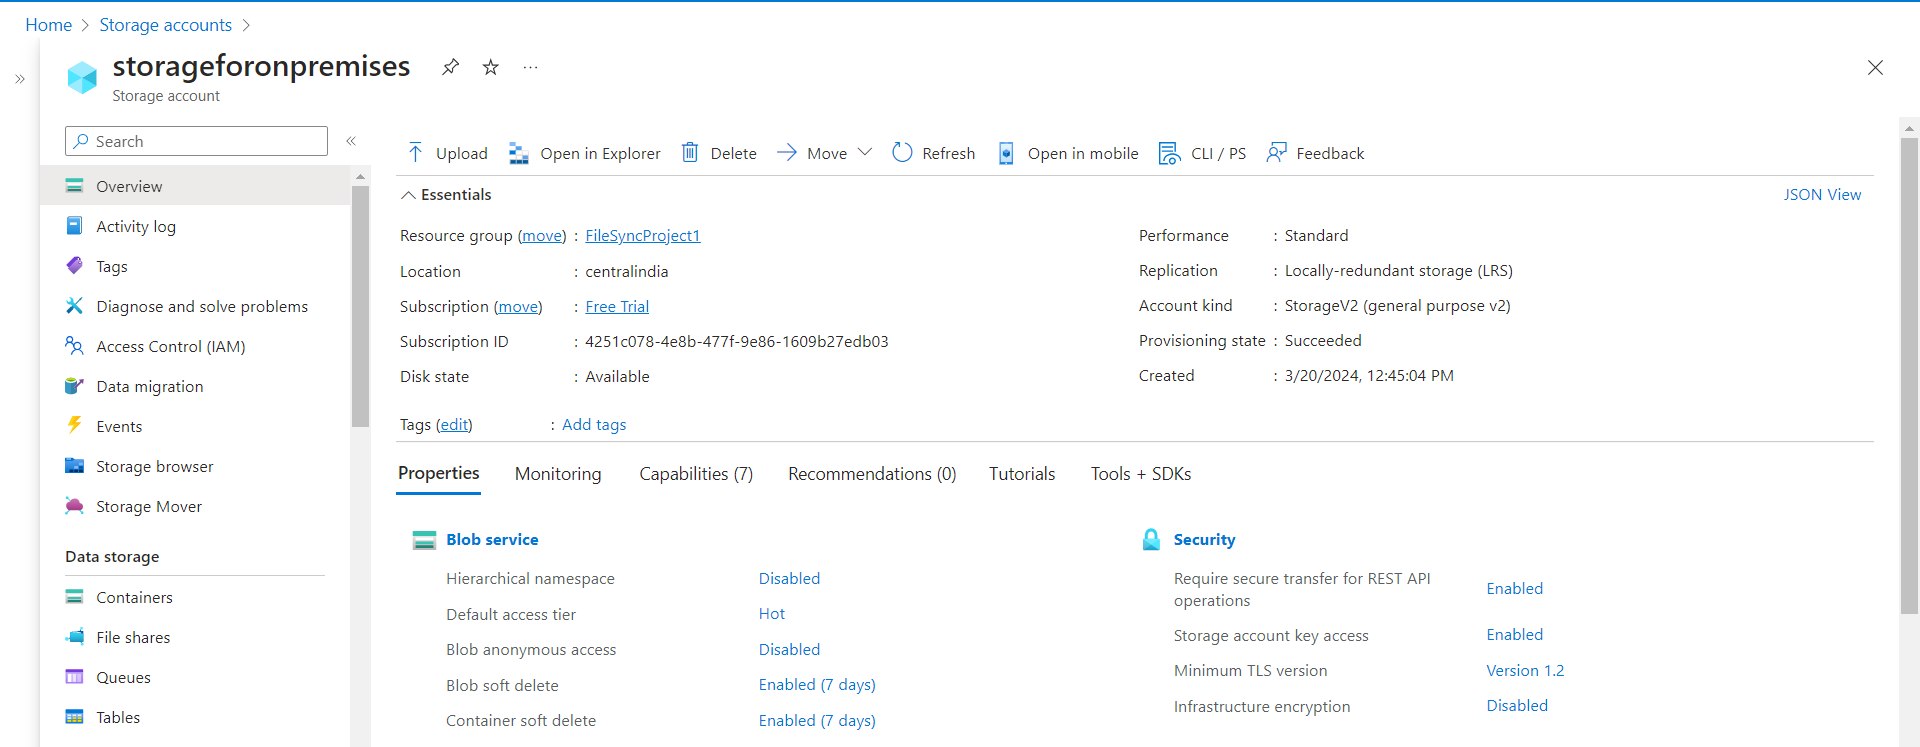 Home > Storage accounts >
storageforonpremises
Storage account
Search
Overview
Activity log
Tags
Diagnose and solve problems
Access Control (IAM)
Data migration
Events
Storage browser
Storage Mover
Data storage
Containers
File shares
Queues
Tables
Upload Open in Explorer Delete Move Refresh Open in mobile CLI / PS Feedback
Essentials
JSON View
Resource group (move) : FileSyncProject1
Location : centralindia
Subscription (move) : Free Trial
Subscription ID : 4251c078-4e8b-477f-9e86-1609b27edb03
Disk state : Available
Performance : Standard
Replication : Locally-redundant storage (LRS)
Account kind : StorageV2 (general purpose v2)
Provisioning state : Succeeded
Created : 3/20/2024, 12:45:04 PM
Tags (edit) : Add tags
Properties Monitoring Capabilities (7) Recommendations (0) Tutorials Tools + SDKs
Blob service
Hierarchical namespace Disabled
Default access tier Hot
Blob anonymous access Disabled
Blob soft delete Enabled (7 days)
Container soft delete Enabled (7 days)
Security
Require secure transfer for REST API
operations Enabled
Storage account key access Enabled
Minimum TLS version Version 1.2
Infrastructure encryption Disabled